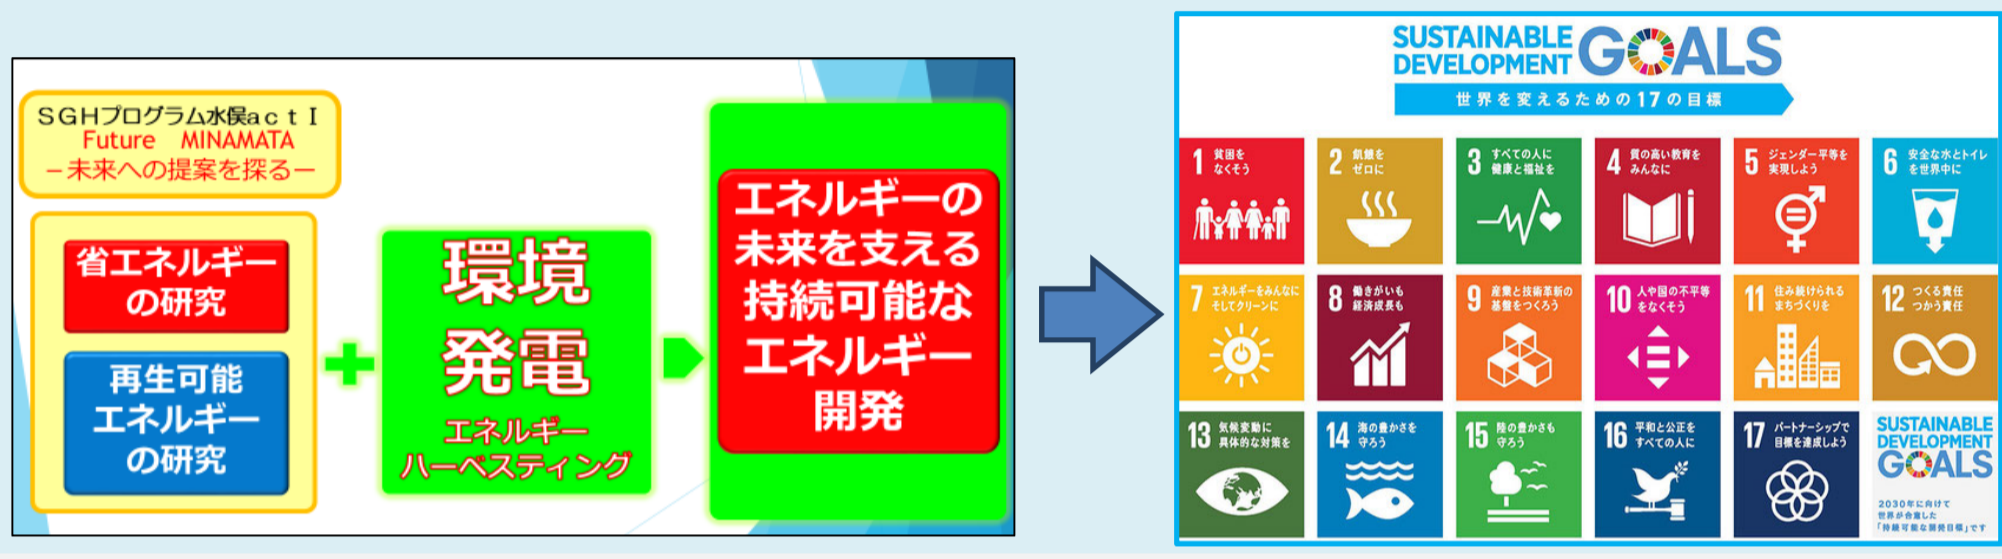 SGHプログラム水俣actⅠ
Future MINAMATA
－未来への提案を探る－
省エネルギー
の研究
再生可能
エネルギー
の研究
環境
発電
エネルギー
ハーベスティング
エネルギーの
未来を支える
持続可能な
エネルギー
開発
SUSTAINABLE
DEVELOPMENT
GOALS
世界を変えるための17の目標
1 貧困を
なくそう
2 飢餓を
ゼロに
3 すべての人に
健康と福祉を
4 質の高い教育を
みんなに
5 ジェンダー平等を
実現しよう
6 安全な水とトイレ
を世界中に
7 エネルギーをみんなに
そしてクリーンに
8 働きがいも
経済成長も
9 産業と技術革新の
基盤をつくろう
10 人や国の不平等
をなくそう
11 住み続けられる
まちづくりを
12 つくる責任
つかう責任
13 気候変動に
具体的な対策を
14 海の豊かさを
守ろう
15 陸の豊かさも
守ろう
16 平和と公正を
すべての人に
17 パートナーシップで
目標を達成しよう
SUSTAINABLE
DEVELOPMENT
GOALS
2030年に向けて
世界が合意した
「持続可能な開発目標」です